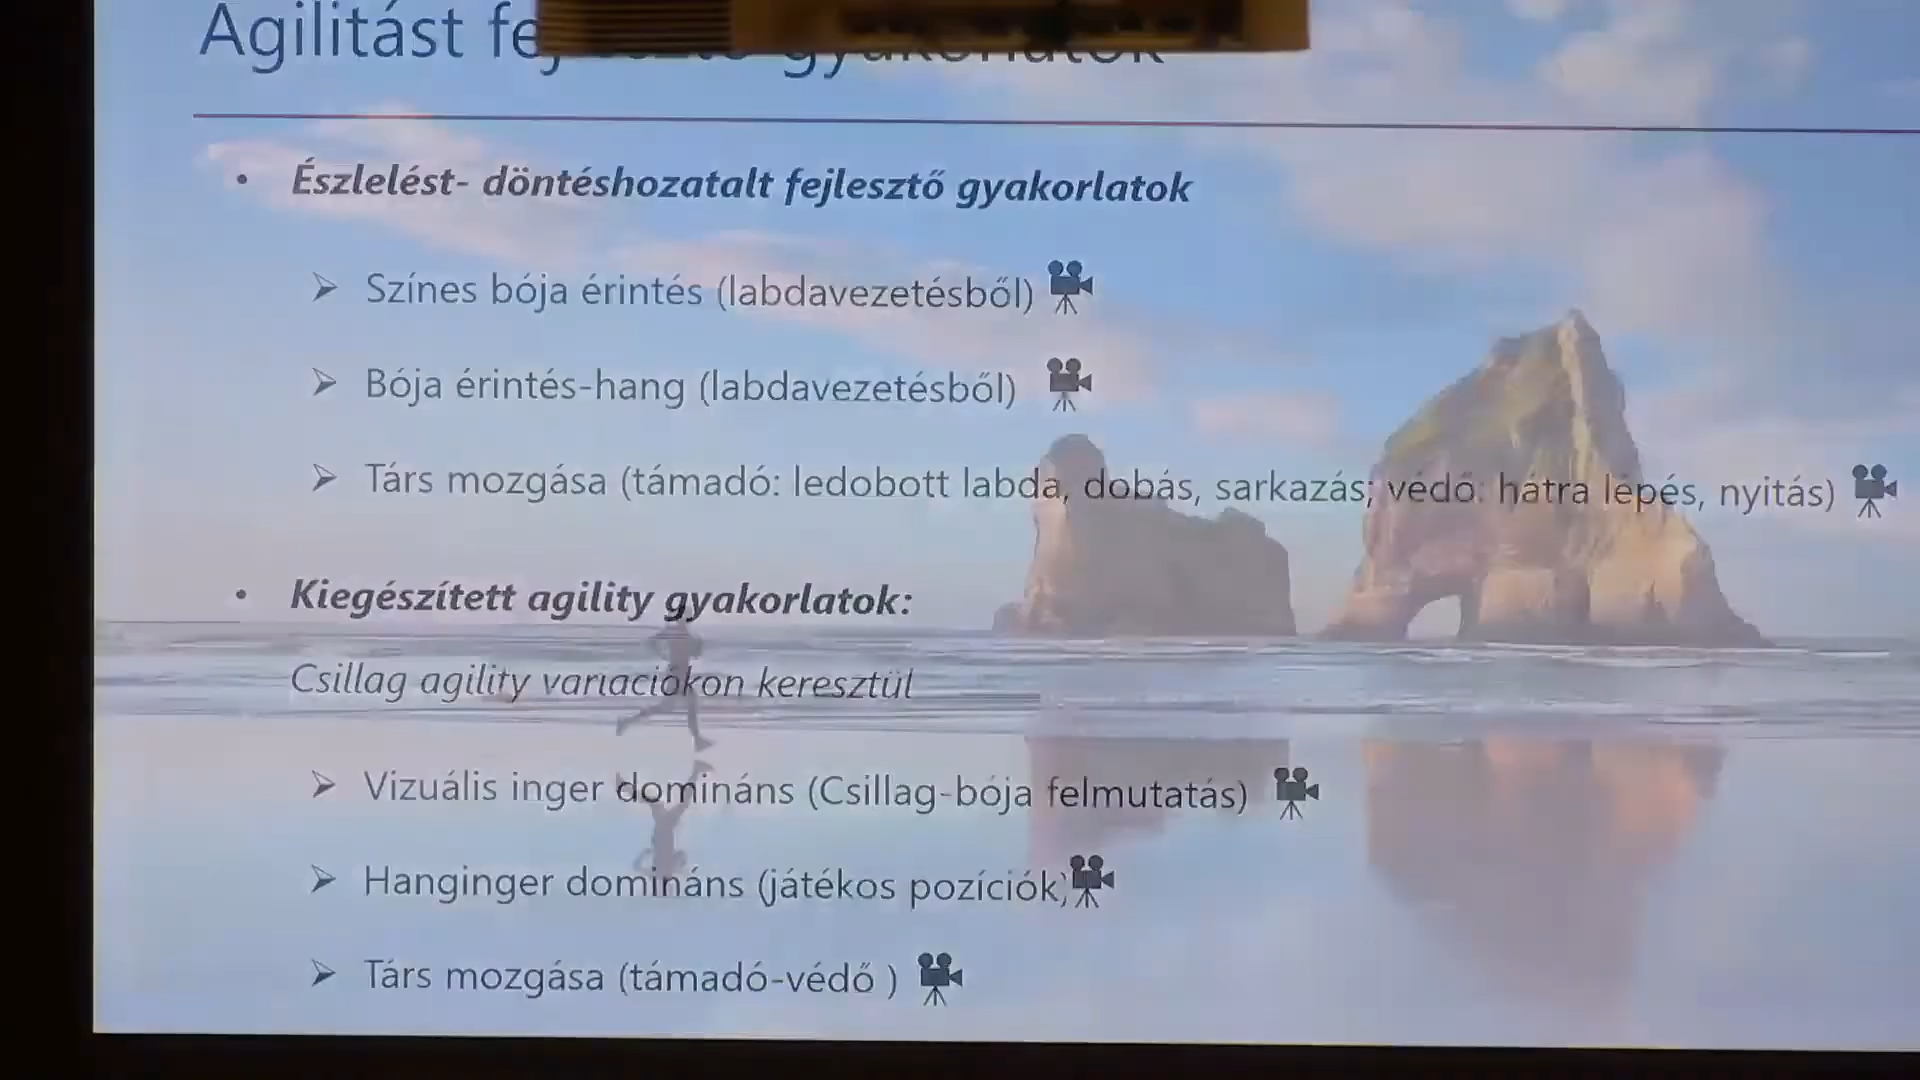 Agilitást fejlesztő gyakorlatok
• Észlelést- döntéshozatalt fejlesztő gyakorlatok
➢ Színes bója érintés (labdavezetésből)
➢ Bója érintés-hang (labdavezetésből)
➢ Társ mozgása (támadó: ledobott labda, dobás, sarkazás; védő: hátra lépés, nyitás)
• Kiegészített agility gyakorlatok:
Csillag agility variációkon keresztül
➢ Vizuális inger domináns (Csillag-bója felmutatás)
➢ Hanginger domináns (játékos pozíciók)
➢ Társ mozgása (támadó-védő )